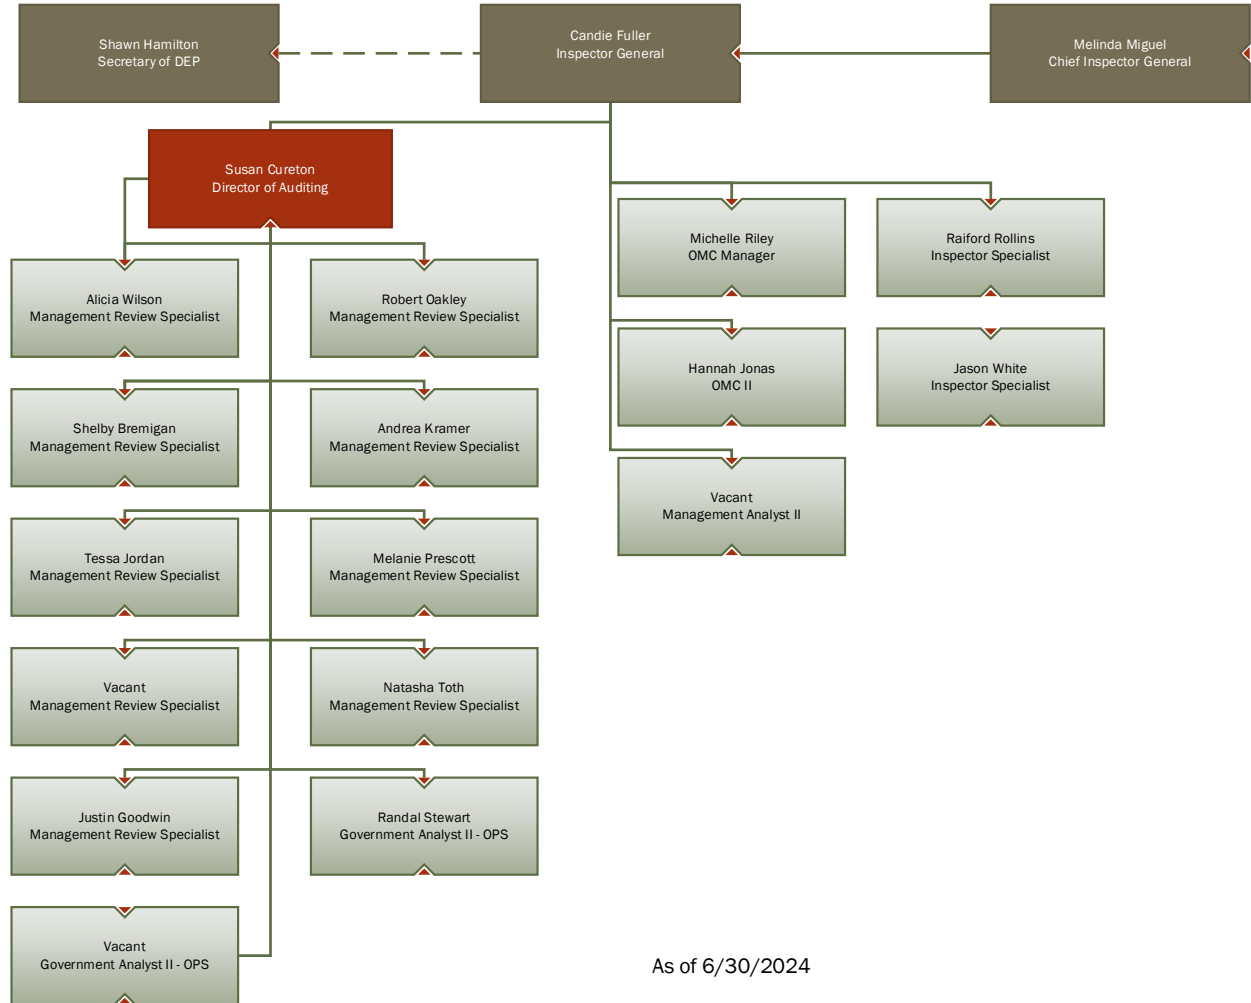 Shawn Hamilton
Secretary of DEP
Candie Fuller
Inspector General
Melinda Miguel
Chief Inspector General
Susan Cureton
Director of Auditing
Michelle Riley
OMC Manager
Raiford Rollins
Inspector Specialist
Alicia Wilson
Management Review Specialist
Robert Oakley
Management Review Specialist
Hannah Jonas
OMC II
Jason White
Inspector Specialist
Shelby Bremigan
Management Review Specialist
Andrea Kramer
Management Review Specialist
Vacant
Management Analyst II
Tessa Jordan
Management Review Specialist
Melanie Prescott
Management Review Specialist
Vacant
Management Review Specialist
Natasha Toth
Management Review Specialist
Justin Goodwin
Management Review Specialist
Randal Stewart
Government Analyst II - OPS
Vacant
Government Analyst II - OPS
As of 6/30/2024